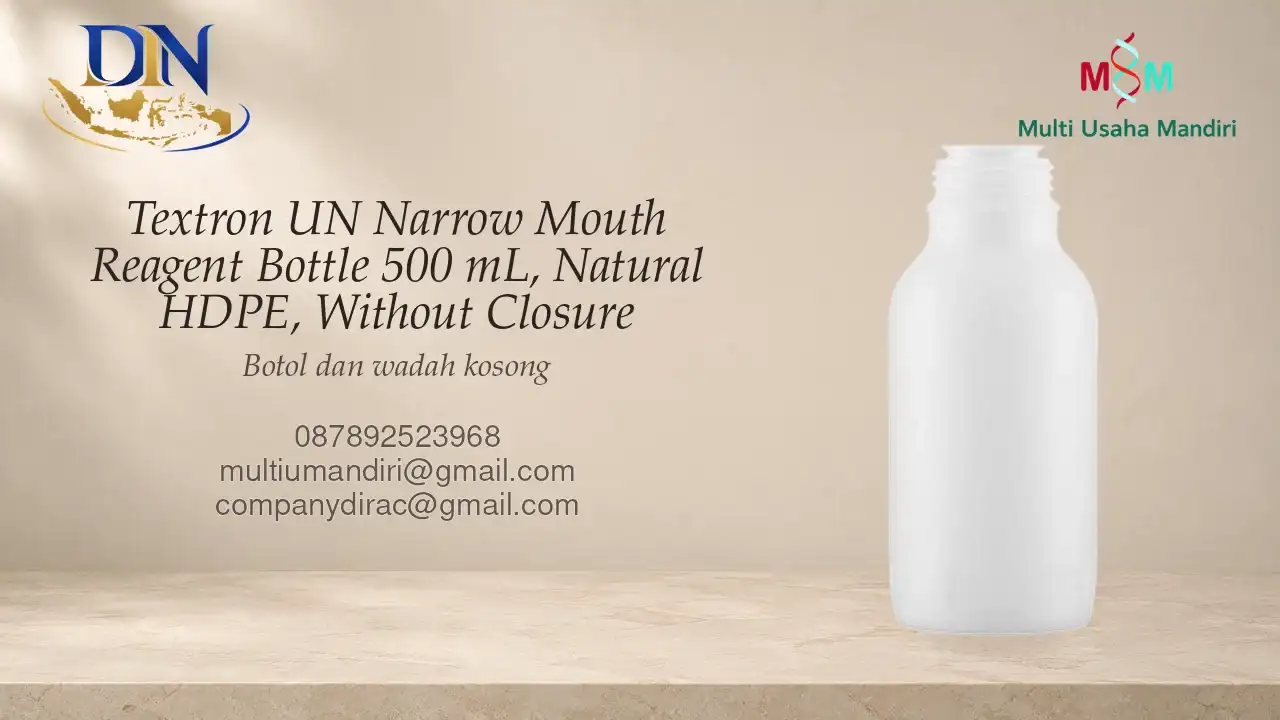 DN
MSM
Multi Usaha Mandiri
Textron UN Narrow Mouth
Reagent Bottle 500 mL, Natural
HDPE, Without Closure
Botol dan wadah kosong
087892523968
multiumandiri@gmail.com
companydirac@gmail.com